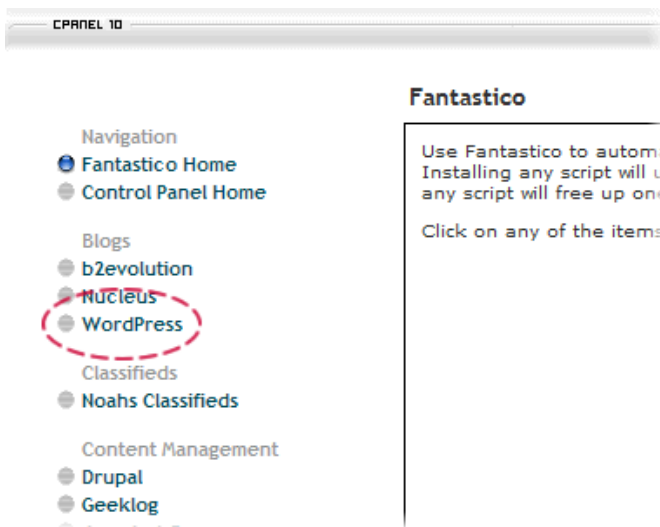 CPANEL 10
Fantastico
Navigation
Fantastico Home
Control Panel Home
Blogs
b2evolution
Nucleus
WordPress
Classifieds
Noahs Classifieds
Content Management
Drupal
Geeklog
Use Fantastico to autom
Installing any script will
any script will free up
Click on any of the items